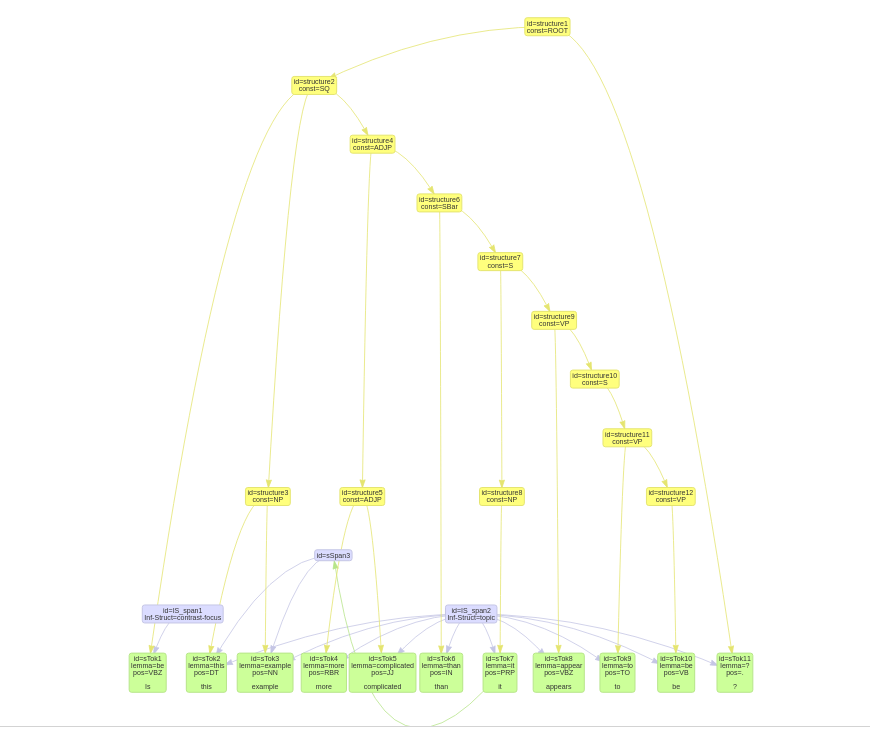 id=structure1
const=ROOT
id=structure2
const=SQ
id=structure4
const=ADJP
id=structure6
const=SBar
id=structure7
const=S
id=structure9
const=VP
id=structure10
const=S
id=structure11
const=VP
id=structure3
const=NP
id=structure5
const=ADJP
id=structure8
const=NP
id=structure12
const=VP
id=sSpan3
id=IS_span1
Inf-Struct=contrast-focus
id=IS_span2
Inf-Struct=topic
id=sTok1
lemma=be
pos=VBZ
Is
id=sTok2
lemma=this
pos=DT
this
id=sTok3
lemma=example
pos=NN
example
id=sTok4
lemma=more
pos=RBR
more
id=sTok5
lemma=complicated
pos=JJ
complicated
id=sTok6
lemma=than
pos=IN
than
id=sTok7
lemma=it
pos=PRP
it
id=sTok8
lemma=appear
pos=VBZ
appears
id=sTok9
lemma=to
pos=TO
to
id=sTok10
lemma=be
pos=VB
be
id=sTok11
lemma=?
pos=.
?